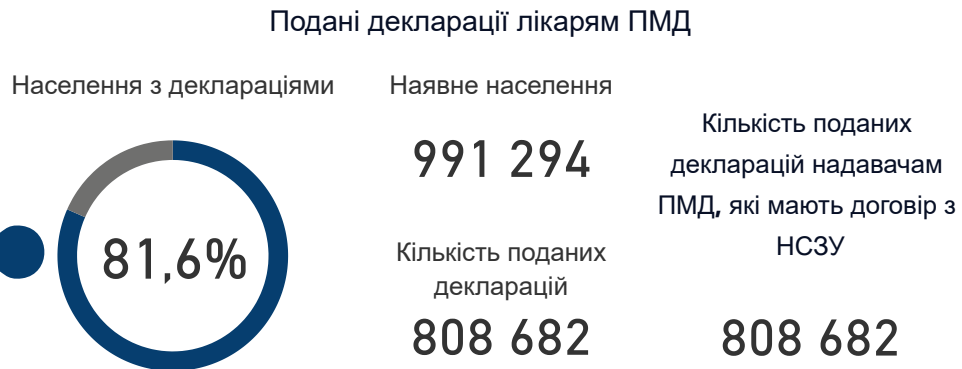 Подані декларації лікарям ПМД
Населення з деклараціями
81,6%
Наявне населення
991 294
Кількість поданих
декларацій
808 682
Кількість поданих
декларацій надавачам
ПМД, які мають договір з
НСЗУ
808 682